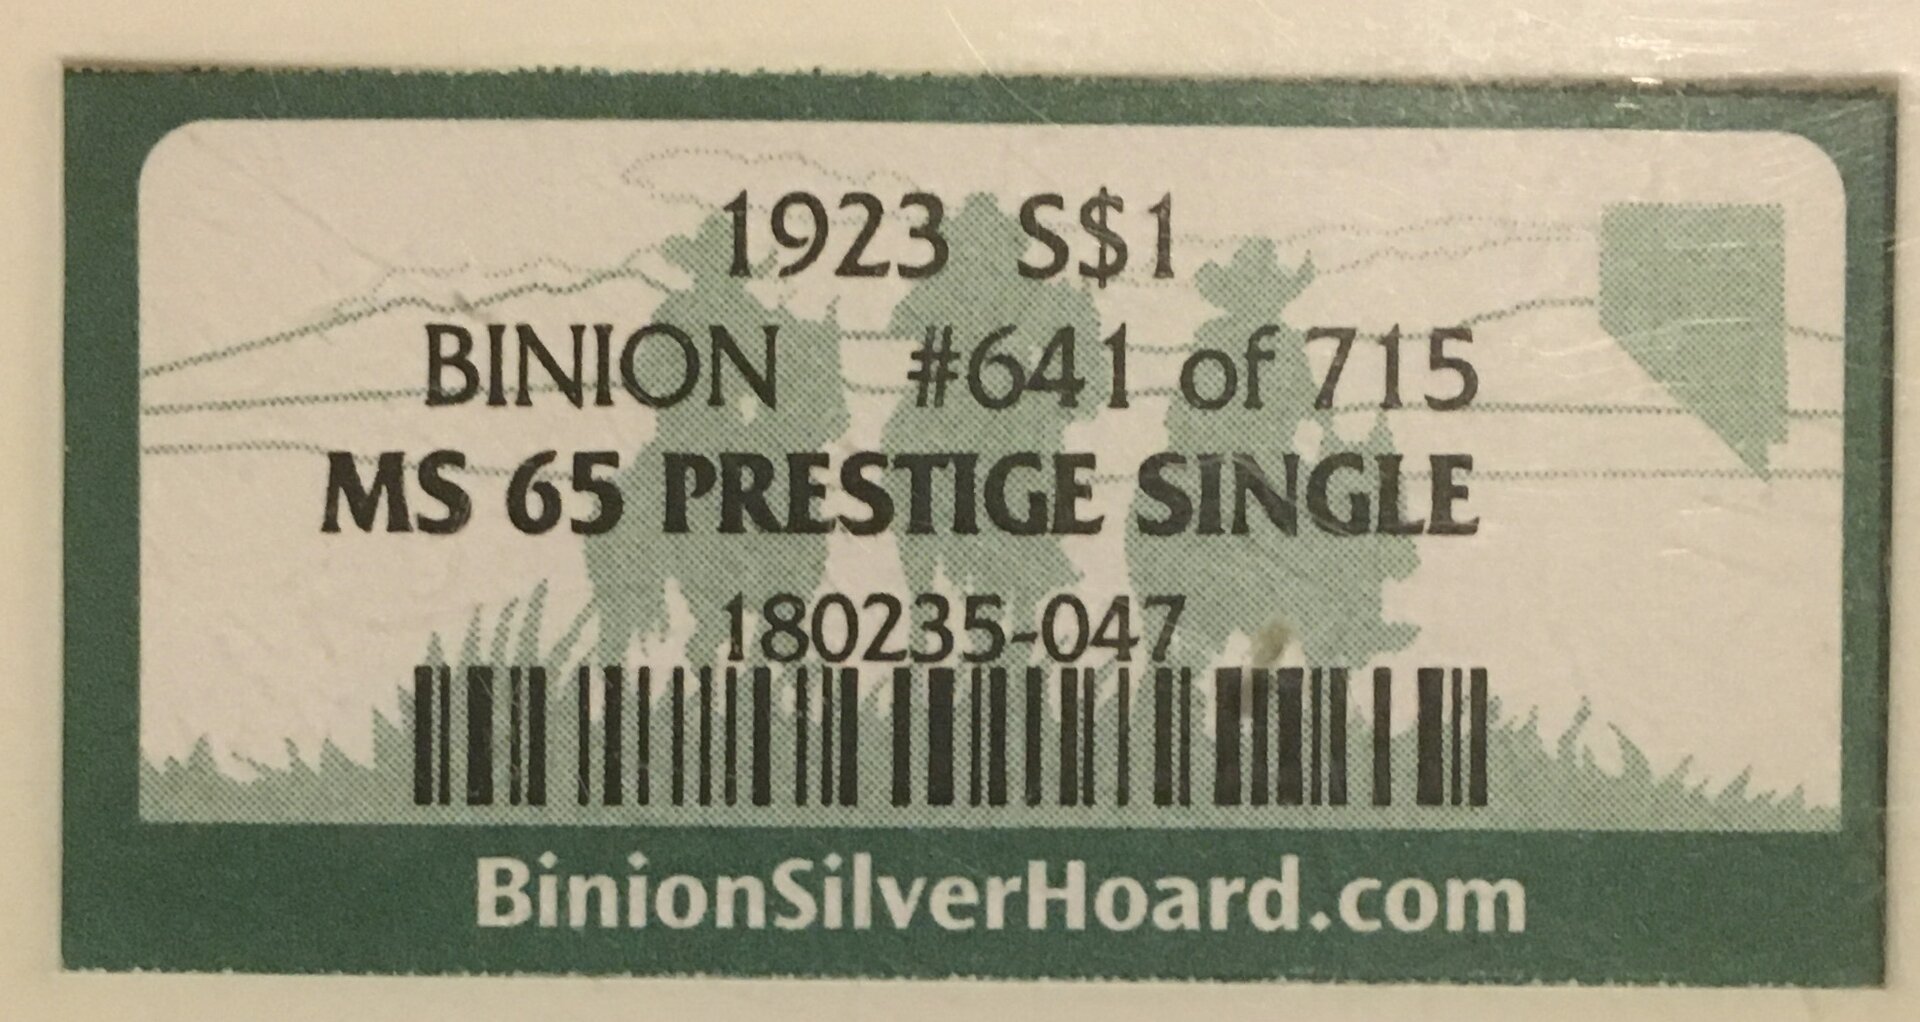 1923 S$1
BINION #641 of 715
MS 65 PRESTIGE SINGLE
180235-047
BinionSilverHoard.com